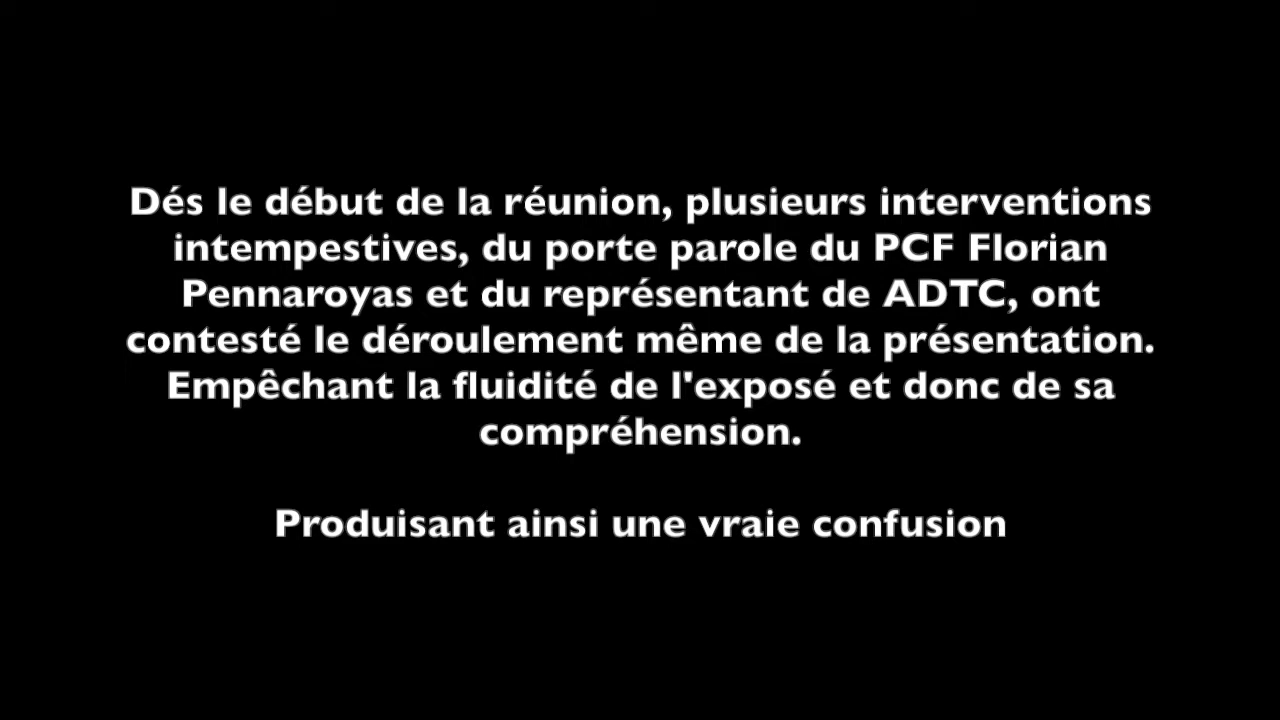 Dés le début de la réunion, plusieurs interventions
intempestives, du porte parole du PCF Florian
Pennaroyas et du représentant de ADTC, ont
contesté le déroulement même de la présentation.
Empêchant la fluidité de l'exposé et donc de sa
compréhension.
Produisant ainsi une vraie confusion